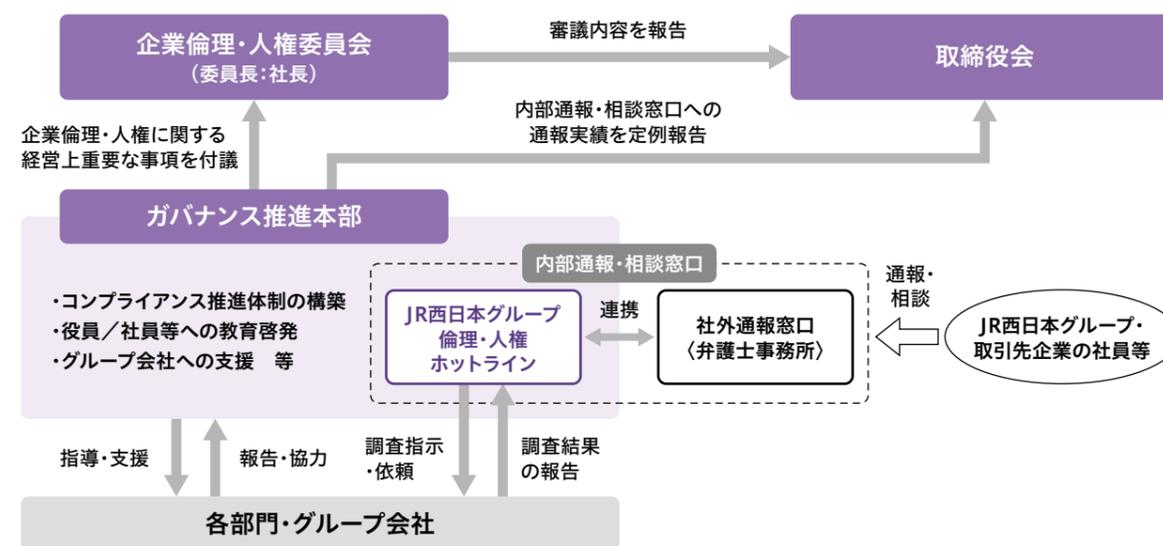 企業倫理・人権委員会
（委員長：社長）
審議内容を報告
取締役会
企業倫理・人権に関する
経営上重要な事項を付議
内部通報・相談窓口への
通報実績を定例報告
ガバナンス推進本部
・コンプライアンス推進体制の構築
・役員／社員等への教育啓発
・グループ会社への支援　等
内部通報・相談窓口
JR西日本グループ
倫理・人権
ホットライン
連携
社外通報窓口
〈弁護士事務所〉
通報・
相談
JR西日本グループ・
取引先企業の社員等
指導・支援
報告・協力
調査指示
・依頼
調査結果
の報告
各部門・グループ会社